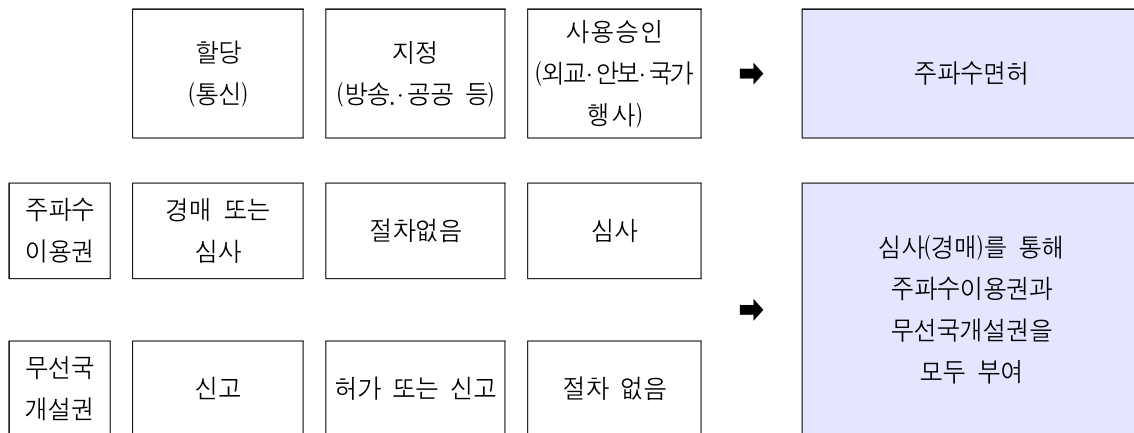 할당
(통신)
지정
(방송.·공공 등)
사용승인
(외교·안보·국가
행사)
➡
주파수면허
주파수
이용권
경매 또는
심사
절차없음
심사
무선국
개설권
신고
허가 또는 신고
절차 없음
➡
심사(경매)를 통해
주파수이용권과
무선국개설권을
모두 부여